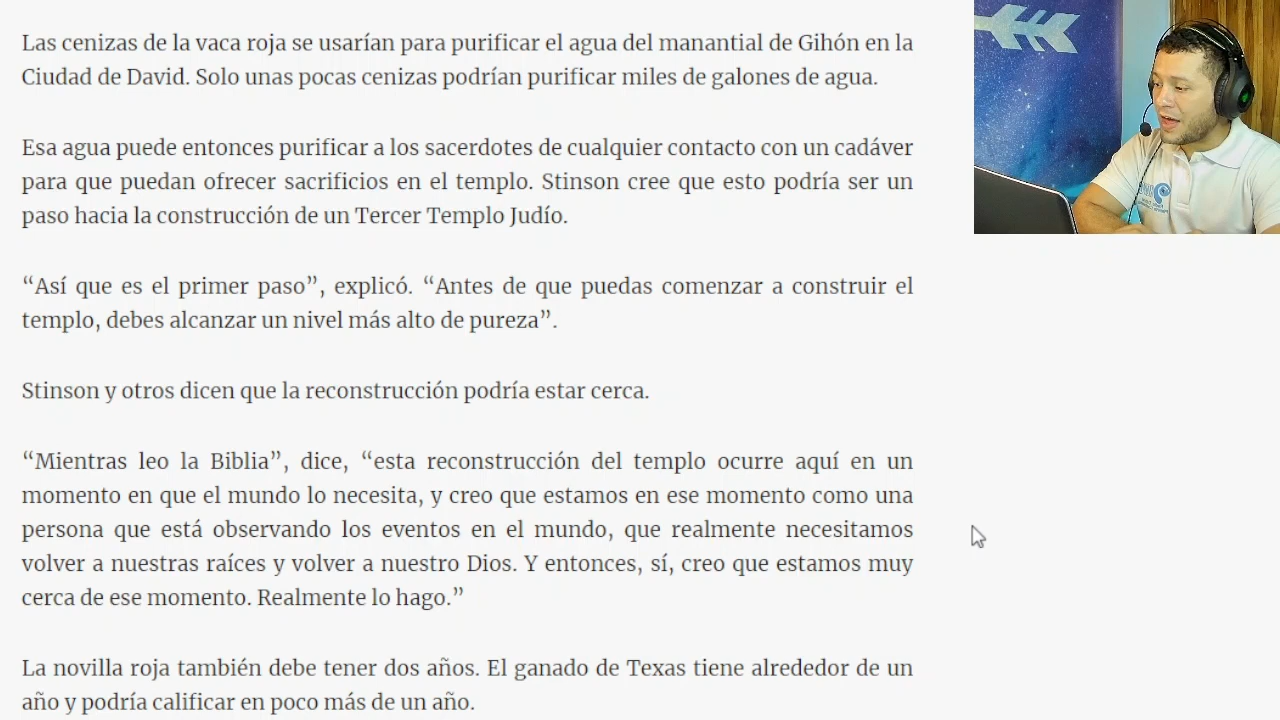 Las cenizas de la vaca roja se usarían para purificar el agua del manantial de Gihón en la
Ciudad de David. Solo unas pocas cenizas podrían purificar miles de galones de agua.
Esa agua puede entonces purificar a los sacerdotes de cualquier contacto con un cadáver
para que puedan ofrecer sacrificios en el templo. Stinson cree que esto podría ser un
paso hacia la construcción de un Tercer Templo Judío.
“Así que es el primer paso”, explicó. “Antes de que puedas comenzar a construir el
templo, debes alcanzar un nivel más alto de pureza”.
Stinson y otros dicen que la reconstrucción podría estar cerca.
“Mientras leo la Biblia”, dice, “esta reconstrucción del templo ocurre aquí en un
momento en que el mundo lo necesita, y creo que estamos en ese momento como una
persona que está observando los eventos en el mundo, que realmente necesitamos
volver a nuestras raíces y volver a nuestro Dios. Y entonces, sí, creo que estamos muy
cerca de ese momento. Realmente lo hago.”
La novilla roja también debe tener dos años. El ganado de Texas tiene alrededor de un
año y podría calificar en poco más de un año.